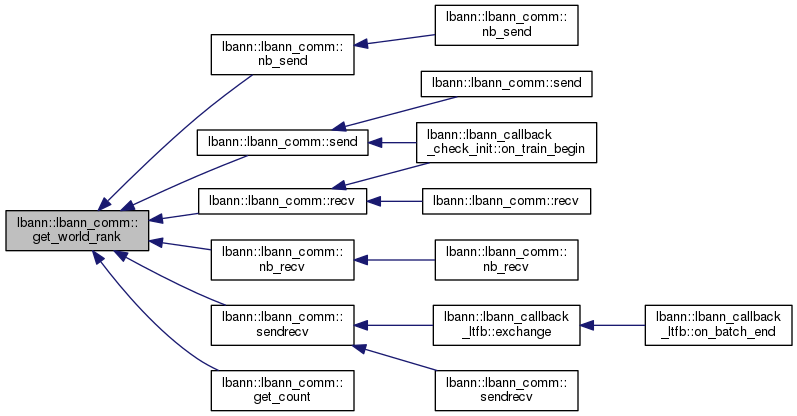 lbann::lbann_comm::
get_world_rank
lbann::lbann_comm::
nb_send
lbann::lbann_comm::
nb_send
lbann::lbann_comm::send
lbann::lbann_comm::send
lbann::lbann_callback
_check_init::on_train_begin
lbann::lbann_comm::recv
lbann::lbann_comm::recv
lbann::lbann_comm::
nb_recv
lbann::lbann_comm::
nb_recv
lbann::lbann_comm::
sendrecv
lbann::lbann_callback
_ltfb::exchange
lbann::lbann_callback
_ltfb::on_batch_end
lbann::lbann_comm::
sendrecv
lbann::lbann_comm::
get_count